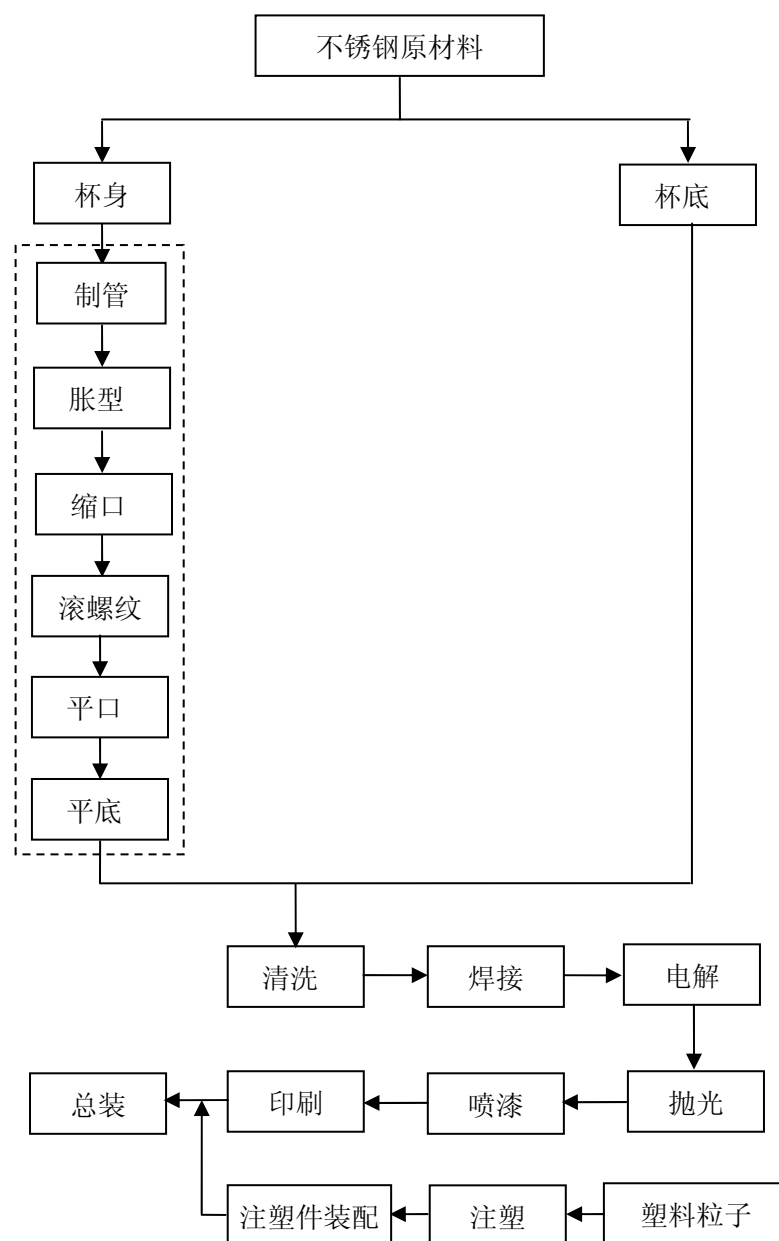 不锈钢原材料
杯身
杯底
制管
胀型
缩口
滚螺纹
平口
平底
清洗
焊接
电解
总装
印刷
喷漆
抛光
注塑件装配
注塑
塑料粒子